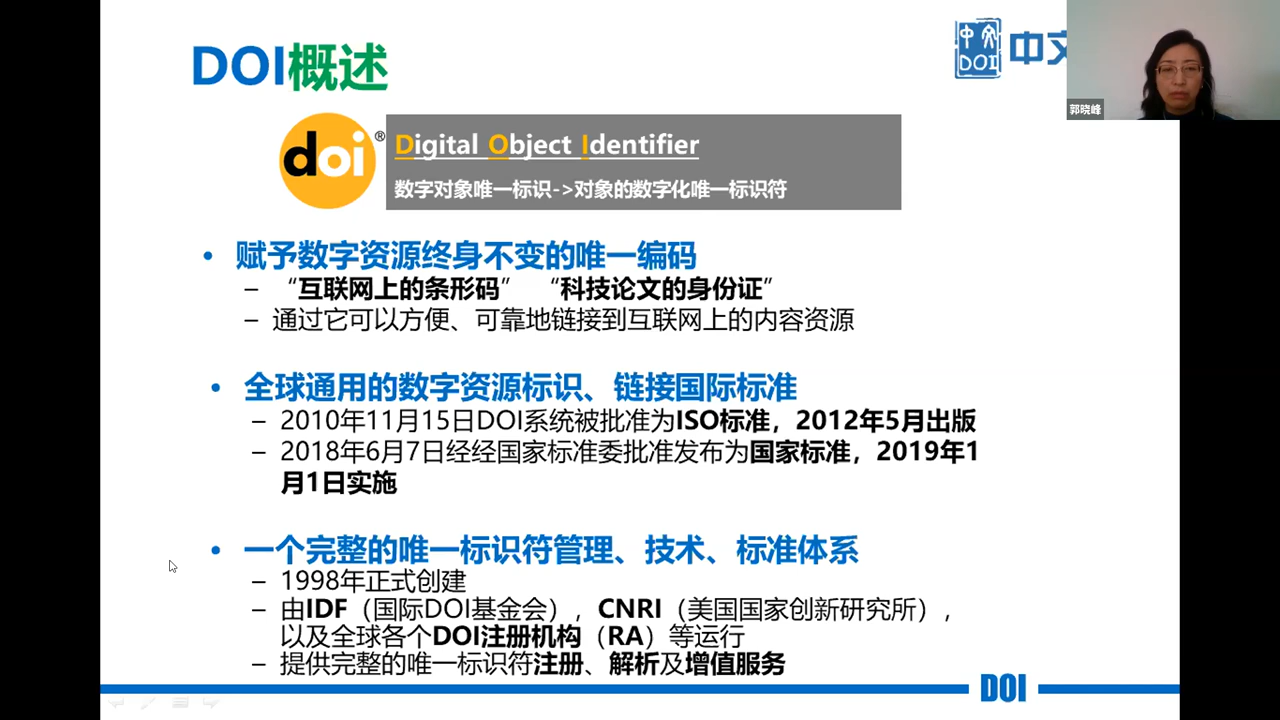 DOI概述
中文
DOI
中文
郭晓峰
doi®
Digital Object Identifier
数字对象唯一标识->对象的数字化唯一标识符
• 赋予数字资源终身不变的唯一编码
– “互联网上的条形码” “科技论文的身份证”
– 通过它可以方便、可靠地链接到互联网上的内容资源
• 全球通用的数字资源标识、链接国际标准
– 2010年11月15日DOI系统被批准为ISO标准，2012年5月出版
– 2018年6月7日经经国家标准委批准发布为国家标准，2019年1
月1日实施
• 一个完整的唯一标识符管理、技术、标准体系
– 1998年正式创建
– 由IDF（国际DOI基金会），CNRI（美国国家创新研究所），
以及全球各个DOI注册机构（RA）等运行
– 提供完整的唯一标识符注册、解析及增值服务
DOI